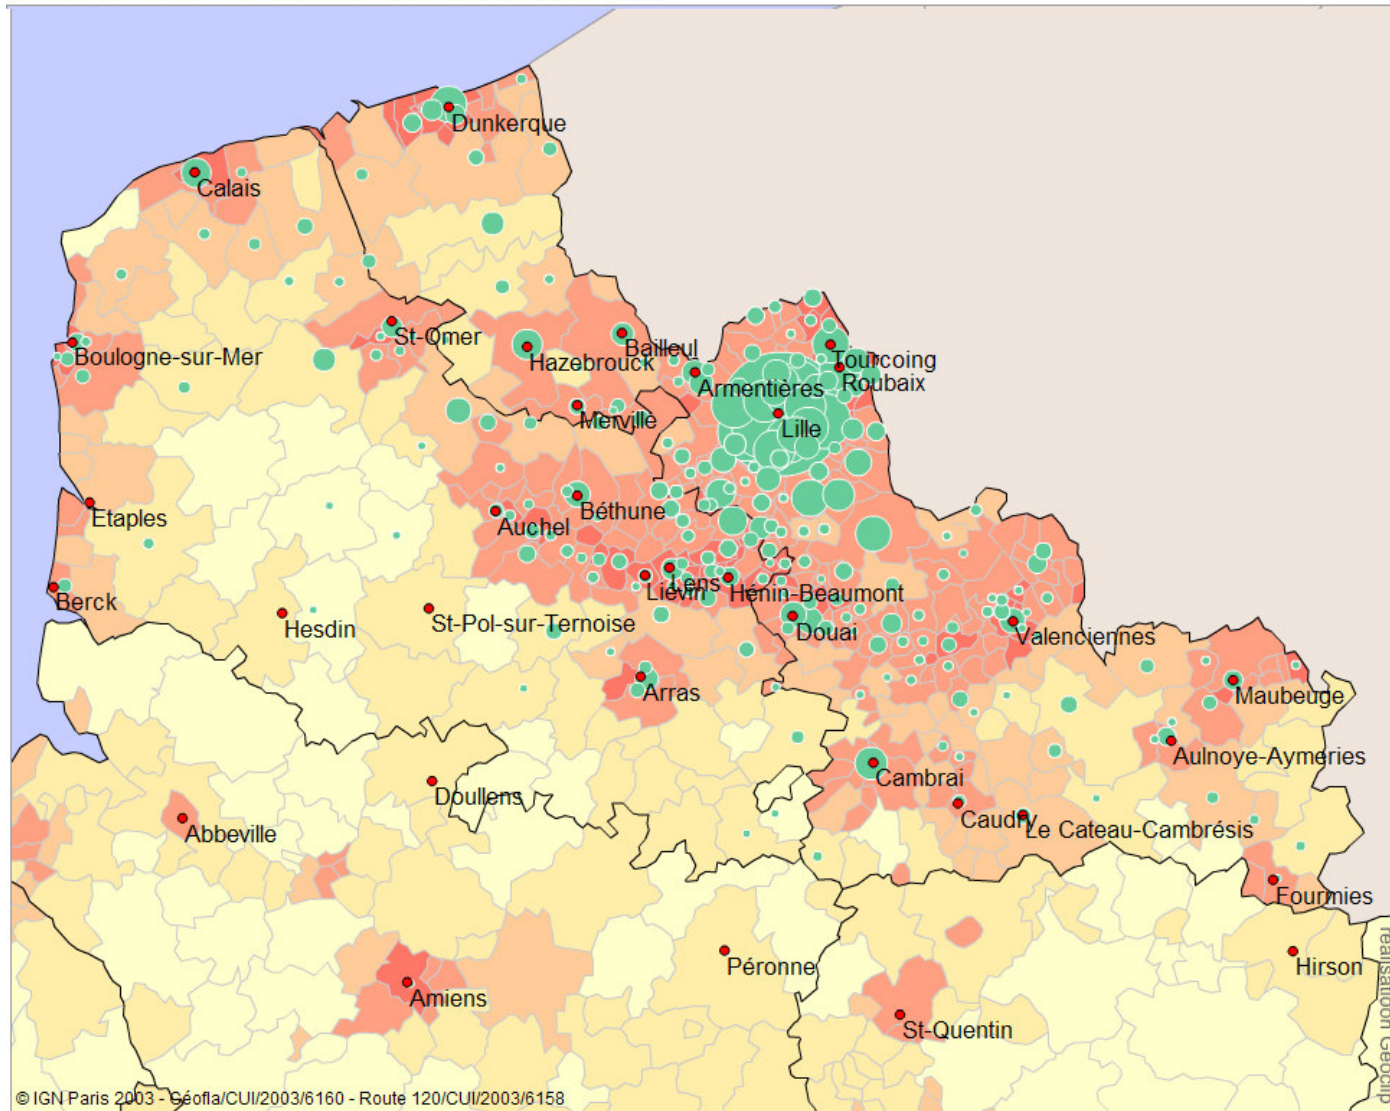 Dunkerque
Calais
St-Omer
Boulogne-sur-Mer
Hazebrouck
Bailleul
Tourcoing
Roubaix
Armentières
Merville
Lille
Etaples
Béthune
Auchel
Berck
Hesdin
St-Pol-sur-Ternoise
Liévin
Lens
Hénin-Beaumont
Douai
Valenciennes
Arras
Maubeuge
Aulnoye-Aymeries
Cambrai
Doullens
Abbeville
Caudry
Le Cateau-Cambrésis
Fourmies
Péronne
Hirson
Amiens
St-Quentin
réalisation Géoclip
© IGN Paris 2003 - Géofla/CUI/2003/6160 - Route 120/CUI/2003/6158